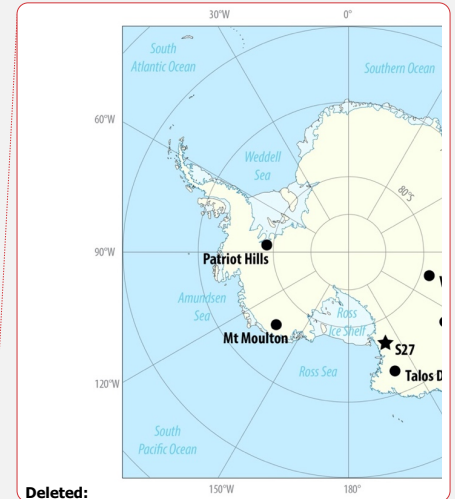 30°W 0°
South
Atlantic Ocean
Southern Ocean
60°W
Weddell
Sea
80°S
90°W
Patriot Hills
Amundsen
Sea
Ross
Ice Shelf
Mt Moulton
S27
Ross Sea
Talos D
120°W
South
Pacific Ocean
150°W 180°
Deleted: